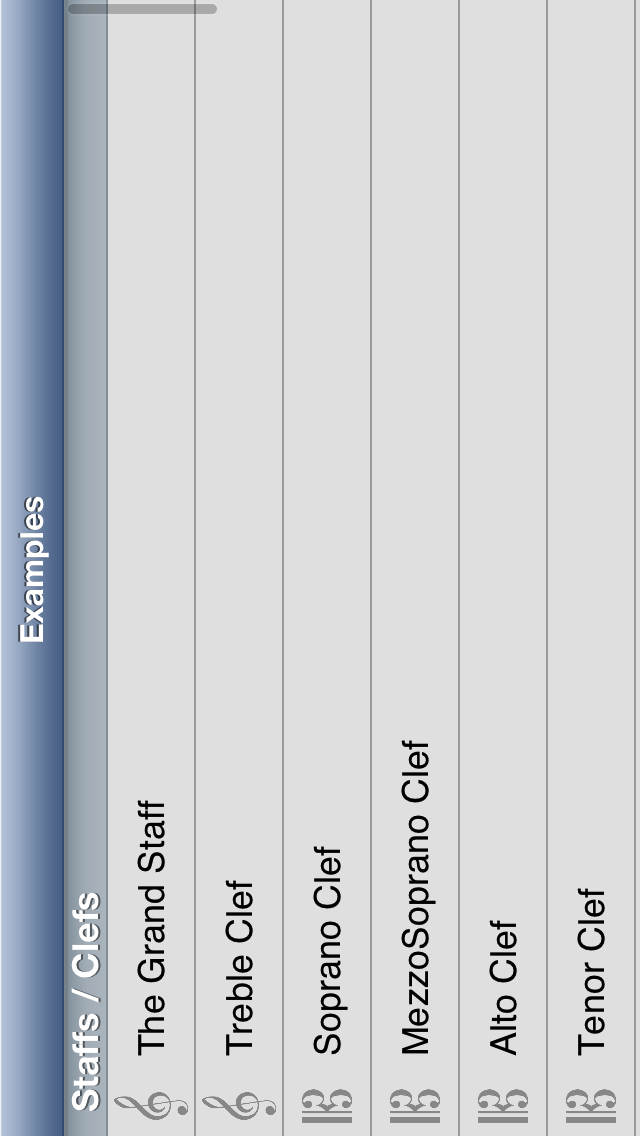 Examples
Staffs / Clefs
The Grand Staff
Treble Clef
Soprano Clef
MezzoSoprano Clef
Alto Clef
Tenor Clef